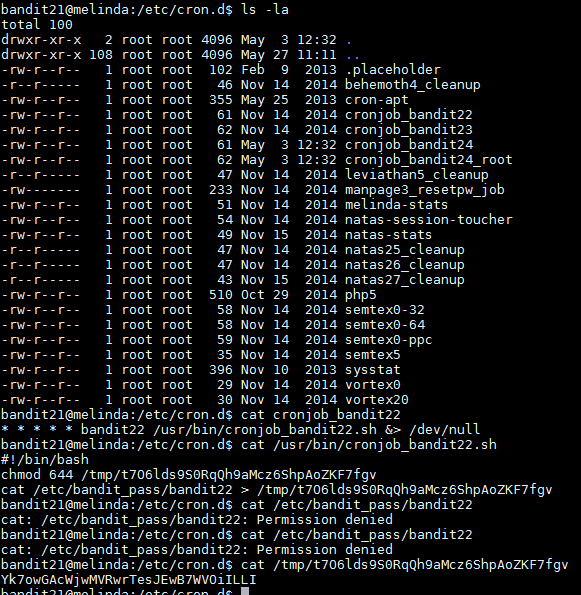 bandit21@melinda:/etc/cron.d$ ls -la
total 100
drwxr-xr-x   2 root root 4096 May  3 12:32 .
drwxr-xr-x 108 root root 4096 May 27 11:11 ..
-rw-r--r--   1 root root  102 Feb  9  2013 .placeholder
-r--r-----   1 root root   46 Nov 14  2014 behemoth4_cleanup
-rw-r--r--   1 root root  355 May 25  2013 cron-apt
-rw-r--r--   1 root root   61 Nov 14  2014 cronjob_bandit22
-rw-r--r--   1 root root   62 Nov 14  2014 cronjob_bandit23
-rw-r--r--   1 root root   61 May  3 12:32 cronjob_bandit24
-rw-r--r--   1 root root   62 May  3 12:32 cronjob_bandit24_root
-r--r-----   1 root root   47 Nov 14  2014 leviathan5_cleanup
-rw-------   1 root root  233 Nov 14  2014 manpage3_resetpw_job
-rw-r--r--   1 root root   51 Nov 14  2014 melinda-stats
-rw-r--r--   1 root root   54 Nov 14  2014 natas-session-toucher
-rw-r--r--   1 root root   49 Nov 15  2014 natas-stats
-r--r-----   1 root root   47 Nov 14  2014 natas25_cleanup
-r--r-----   1 root root   47 Nov 14  2014 natas26_cleanup
-r--r-----   1 root root   43 Nov 15  2014 natas27_cleanup
-rw-r--r--   1 root root  510 Oct 29  2014 php5
-rw-r--r--   1 root root   58 Nov 14  2014 semtex0-32
-rw-r--r--   1 root root   58 Nov 14  2014 semtex0-64
-rw-r--r--   1 root root   59 Nov 14  2014 semtex0-ppc
-rw-r--r--   1 root root   35 Nov 14  2014 semtex5
-rw-r--r--   1 root root  396 Nov 10  2013 sysstat
-rw-r--r--   1 root root   29 Nov 14  2014 vortex0
-rw-r--r--   1 root root   30 Nov 14  2014 vortex20
bandit21@melinda:/etc/cron.d$ cat cronjob_bandit22
* * * * * bandit22 /usr/bin/cronjob_bandit22.sh &> /dev/null
bandit21@melinda:/etc/cron.d$ cat /usr/bin/cronjob_bandit22.sh
#!/bin/bash
chmod 644 /tmp/t7O6lds9S0RqQh9aMcz6ShpAoZKF7fgv
cat /etc/bandit_pass/bandit22 > /tmp/t7O6lds9S0RqQh9aMcz6ShpAoZKF7fgv
bandit21@melinda:/etc/cron.d$ cat /etc/bandit_pass/bandit22
cat: /etc/bandit_pass/bandit22: Permission denied
bandit21@melinda:/etc/cron.d$ cat /etc/bandit_pass/bandit22
cat: /etc/bandit_pass/bandit22: Permission denied
bandit21@melinda:/etc/cron.d$ cat /tmp/t7O6lds9S0RqQh9aMcz6ShpAoZKF7fgv
Yk7owGAcWjwMVRwrTesJEwB7WVOiILLI
bandit21@melinda:/etc/cron.d$